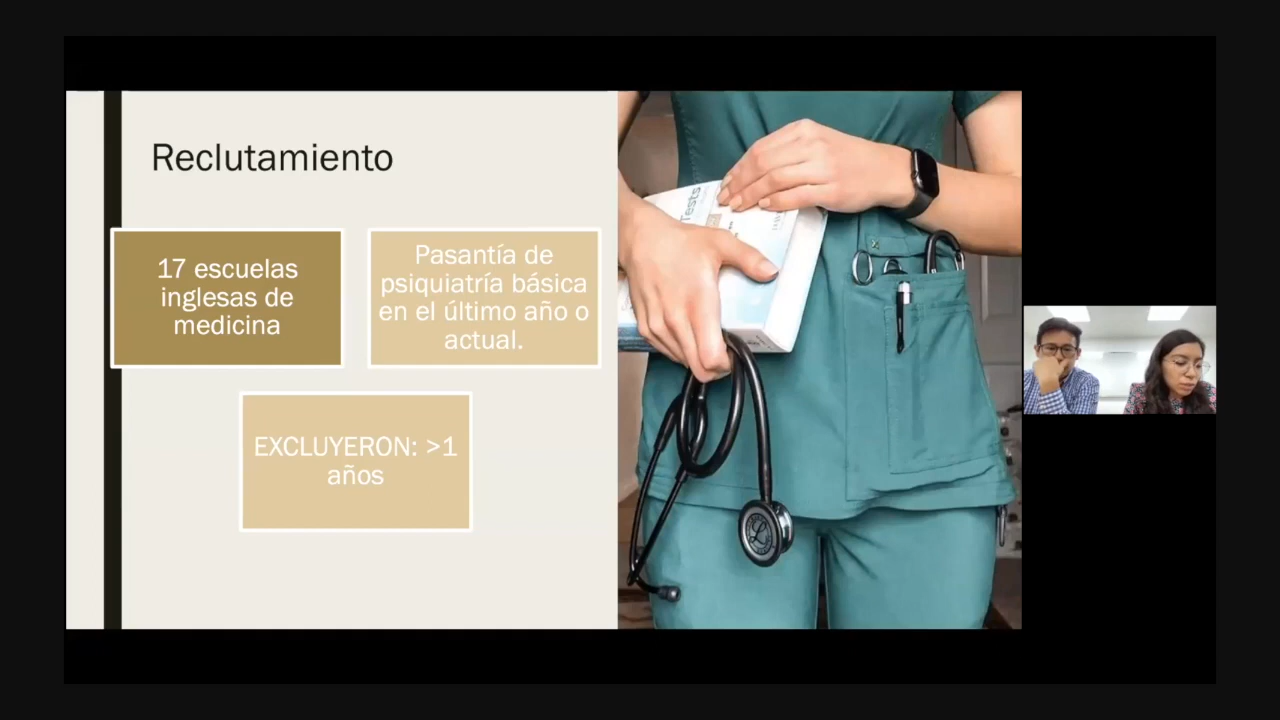 Reclutamiento
17 escuelas
inglesas de
medicina
Pasantía de
psiquiatría básica
en el último año o
actual.
EXCLUYERON: >1
años
Tests